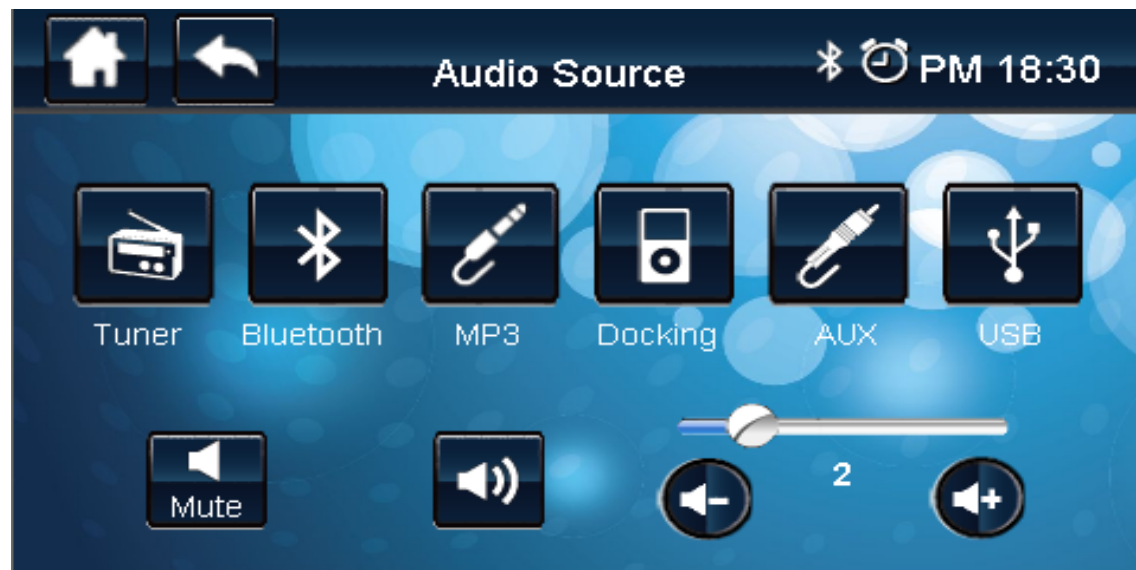 Audio Source
PM 18:30
Tuner Bluetooth MP3 Docking AUX USB
2
Mute